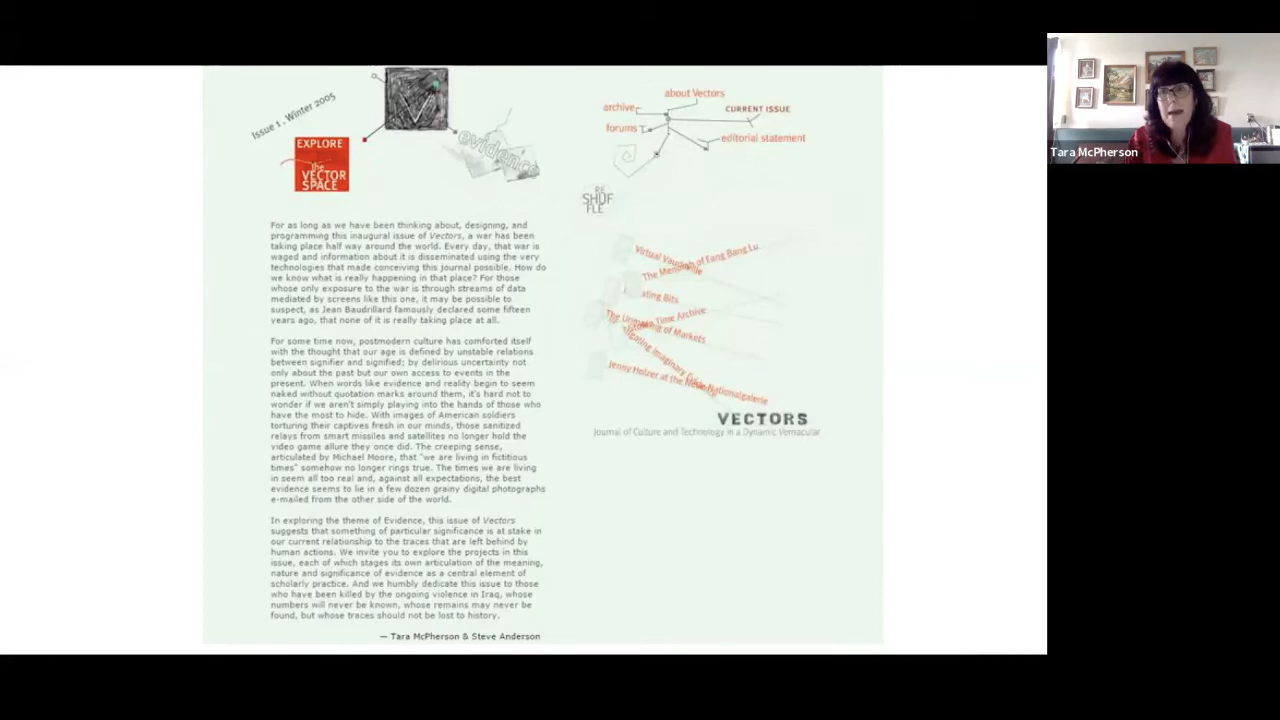 Issue 1 . Winter 2005
V
evidence
EXPLORE
the
VECTOR
SPACE
about Vectors
archive
CURRENT ISSUE
forums
editorial statement
RE
SHUF
FLE
For as long as we have been thinking about, designing, and
programming this inaugural issue of Vectors, a war has been
taking place half way around the world. Every day, that war is
waged and information about it is disseminated using the very
technologies that made conceiving this journal possible. How do
we know what is really happening in that place? For those
whose only exposure to the war is through streams of data
mediated by screens like this one, it may be possible to
suspect, as Jean Baudrillard famously declared some fifteen
years ago, that none of it is really taking place at all.
For some time now, postmodern culture has comforted itself
with the thought that our age is defined by unstable relations
between signifier and signified; by delirious uncertainty not
only about the past but our own access to events in the
present. When words like evidence and reality begin to seem
naked without quotation marks around them, it's hard not to
wonder if we aren't simply playing into the hands of those who
have the most to hide. With images of American soldiers
torturing their captives fresh in our minds, those sanitized
relays from smart missiles and satellites no longer hold the
video game allure they once did. The creeping sense,
articulated by Michael Moore, that "we are living in fictitious
times" somehow no longer rings true. The times we are living
in seem all too real and, against all expectations, the best
evidence seems to lie in a few dozen grainy digital photographs
e-mailed from the other side of the world.
In exploring the theme of Evidence, this issue of Vectors
suggests that something of particular significance is at stake in
our current relationship to the traces that are left behind by
human actions. We invite you to explore the projects in this
issue, each of which stages its own articulation of the meaning,
nature and significance of evidence as a central element of
scholarly practice. And we humbly dedicate this issue to those
who have been killed by the ongoing violence in Iraq, whose
numbers will never be known, whose remains may never be
found, but whose traces should not be lost to history.
— Tara McPherson & Steve Anderson
Virtual of Fang Bang Lu
The
ating Bits
Time Archive
The of Markets
Imaginary
Jenny Holzer at the Nationalgalerie
VECTORS
Journal of Culture and Technology in a Dynamic Vernacular
Tara McPherson